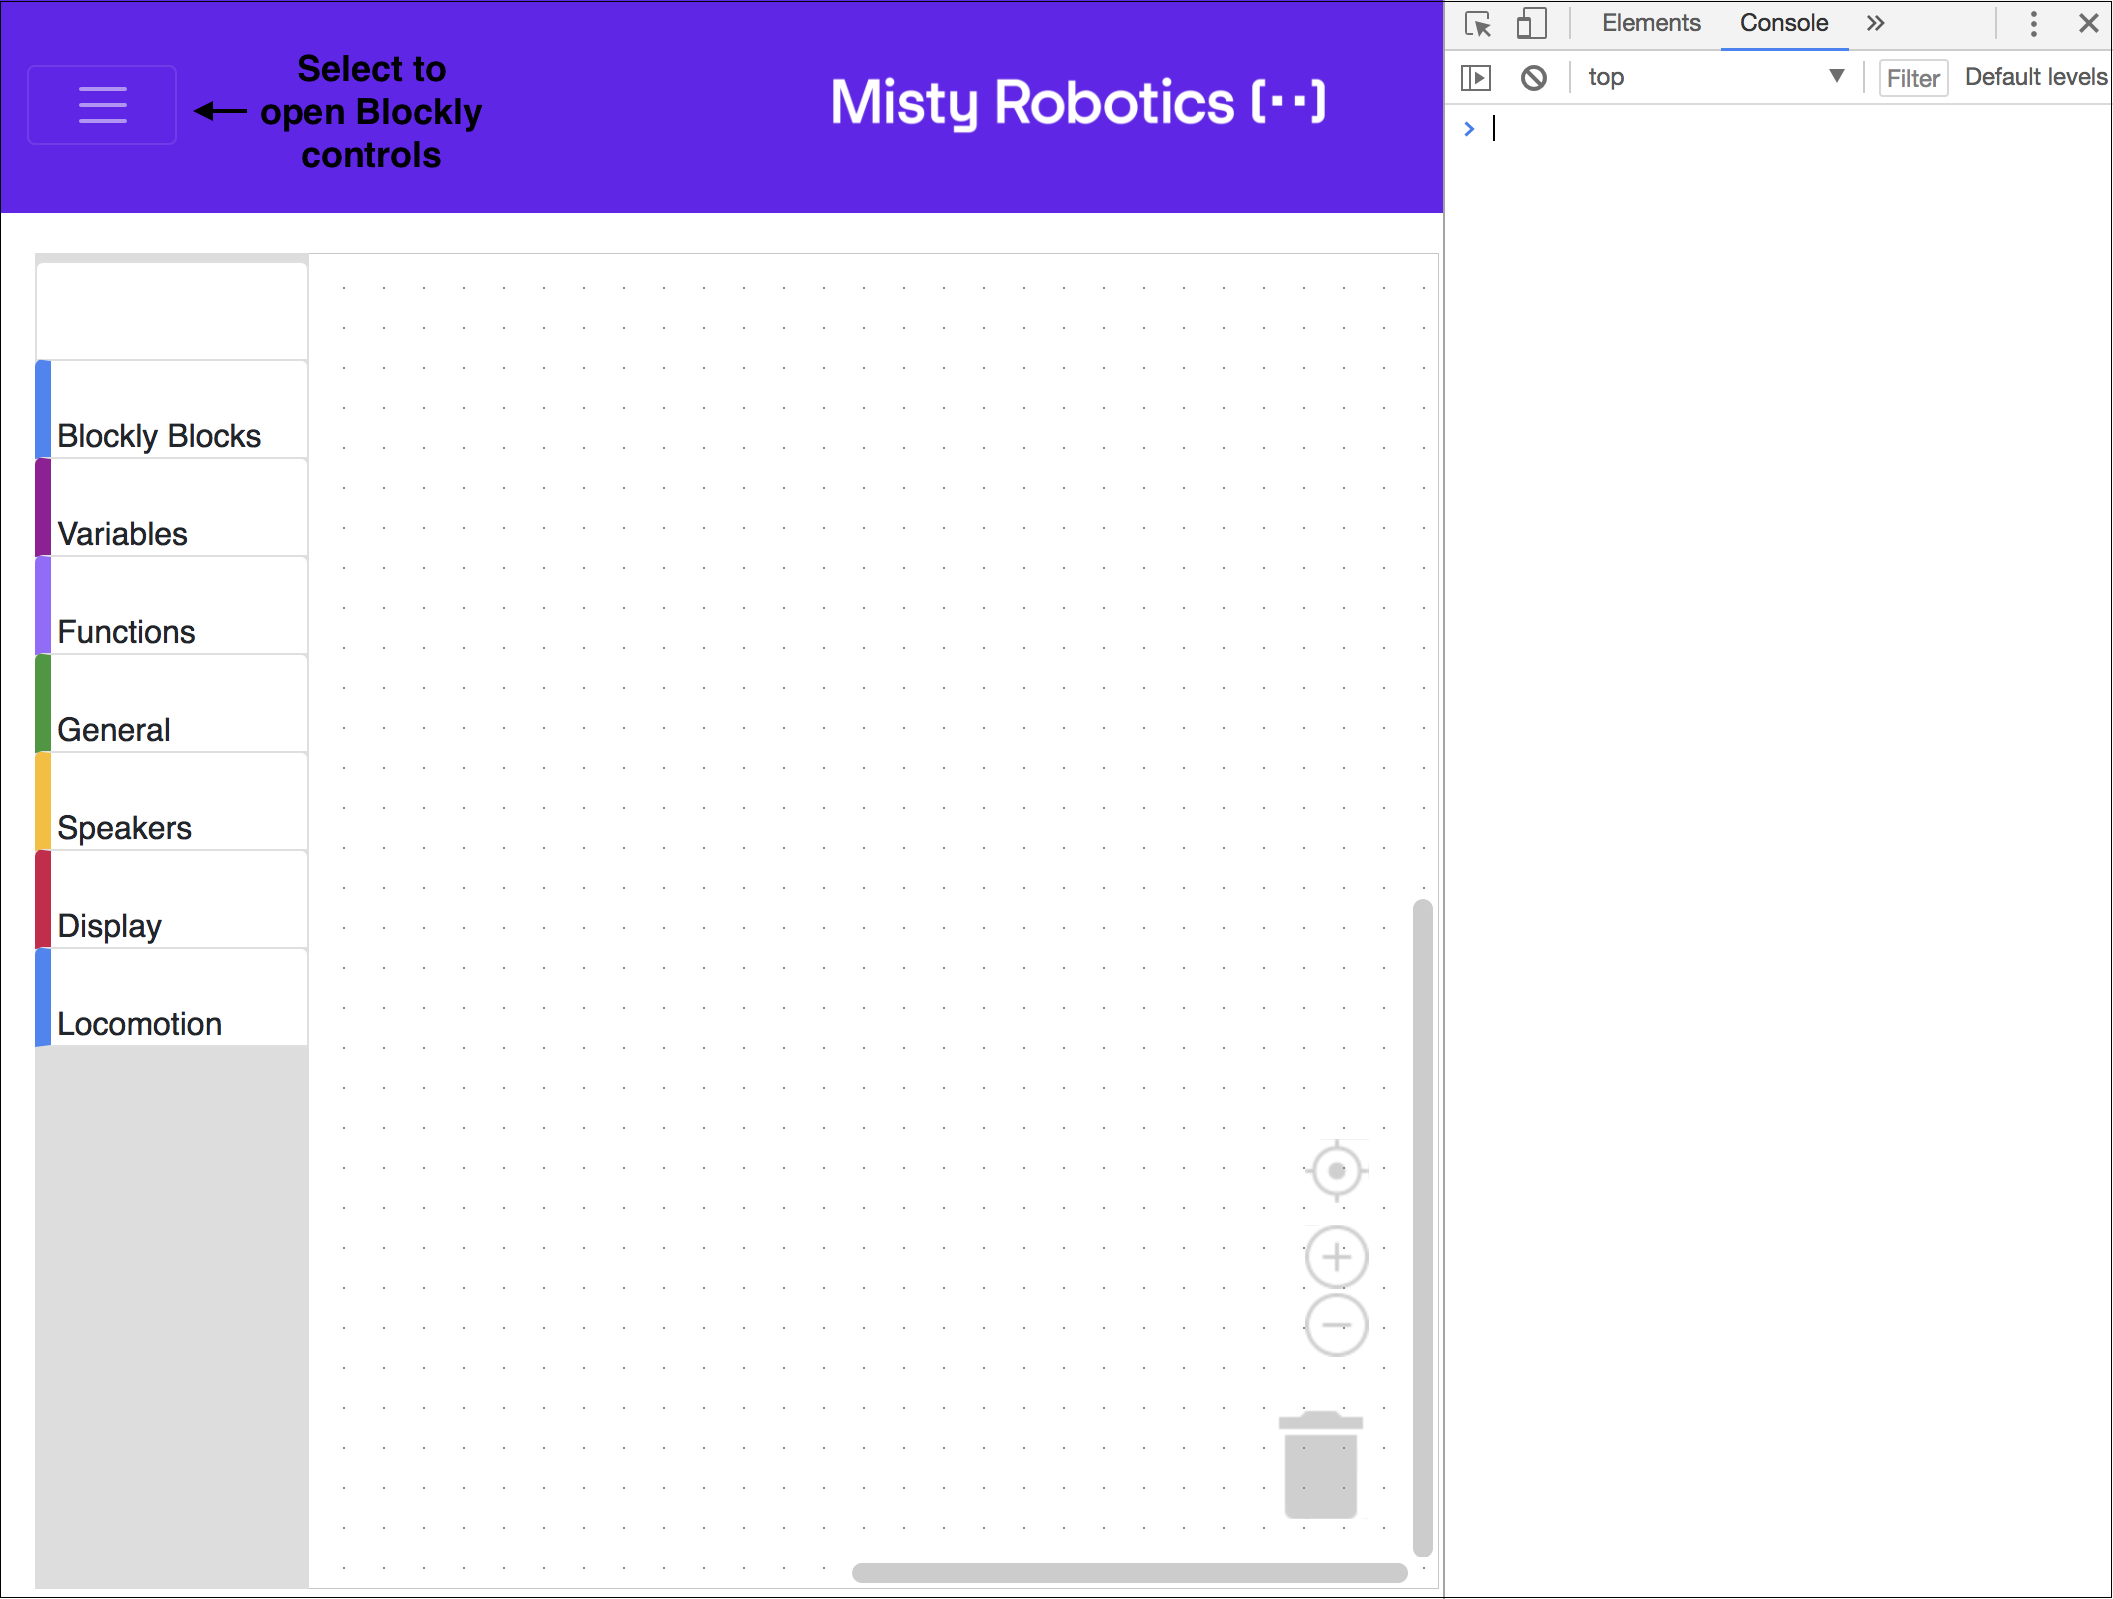 Select to
open Blockly
controls
Misty Robotics (··)
Elements Console »
top ▼ Filter Default levels
>
Blockly Blocks
Variables
Functions
General
Speakers
Display
Locomotion